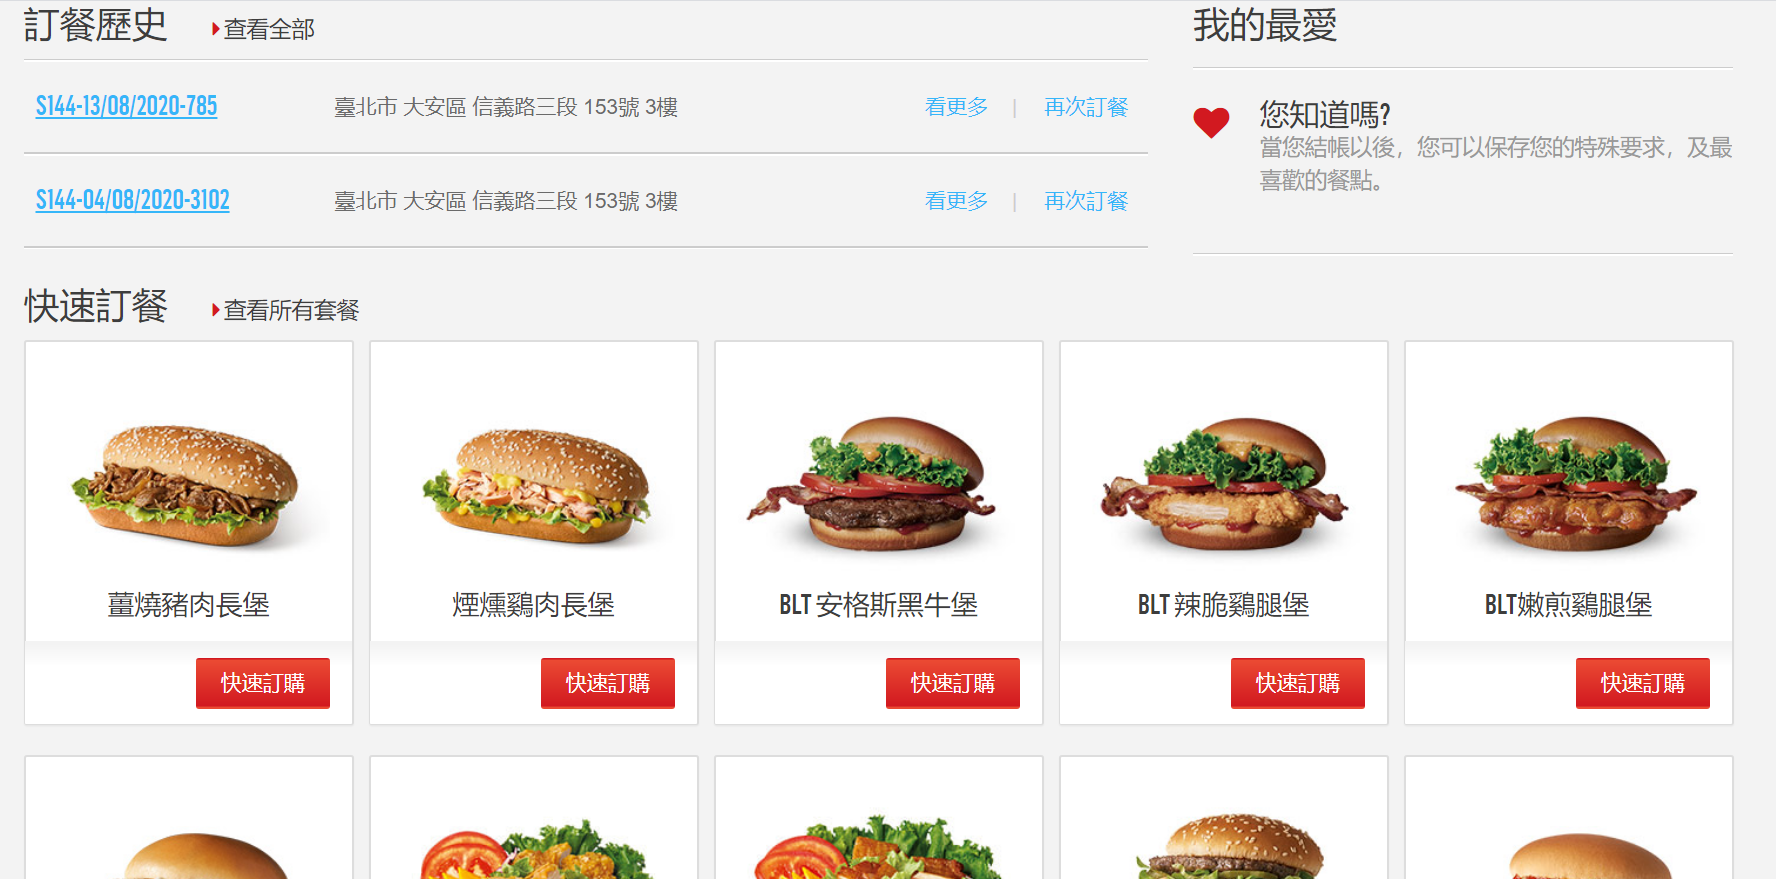 訂餐歷史 查看全部
S144-13/08/2020-785 臺北市 大安區 信義路三段 153號 3樓 看更多 | 再次訂餐
S144-04/08/2020-3102 臺北市 大安區 信義路三段 153號 3樓 看更多 | 再次訂餐
我的最愛
您知道嗎?
當您結帳以後，您可以保存您的特殊要求，及最
喜歡的餐點。
快速訂餐 查看所有套餐
薑燒豬肉長堡
快速訂購
煙燻鷄肉長堡
快速訂購
BLT 安格斯黑牛堡
快速訂購
BLT 辣脆鷄腿堡
快速訂購
BLT嫩煎鷄腿堡
快速訂購